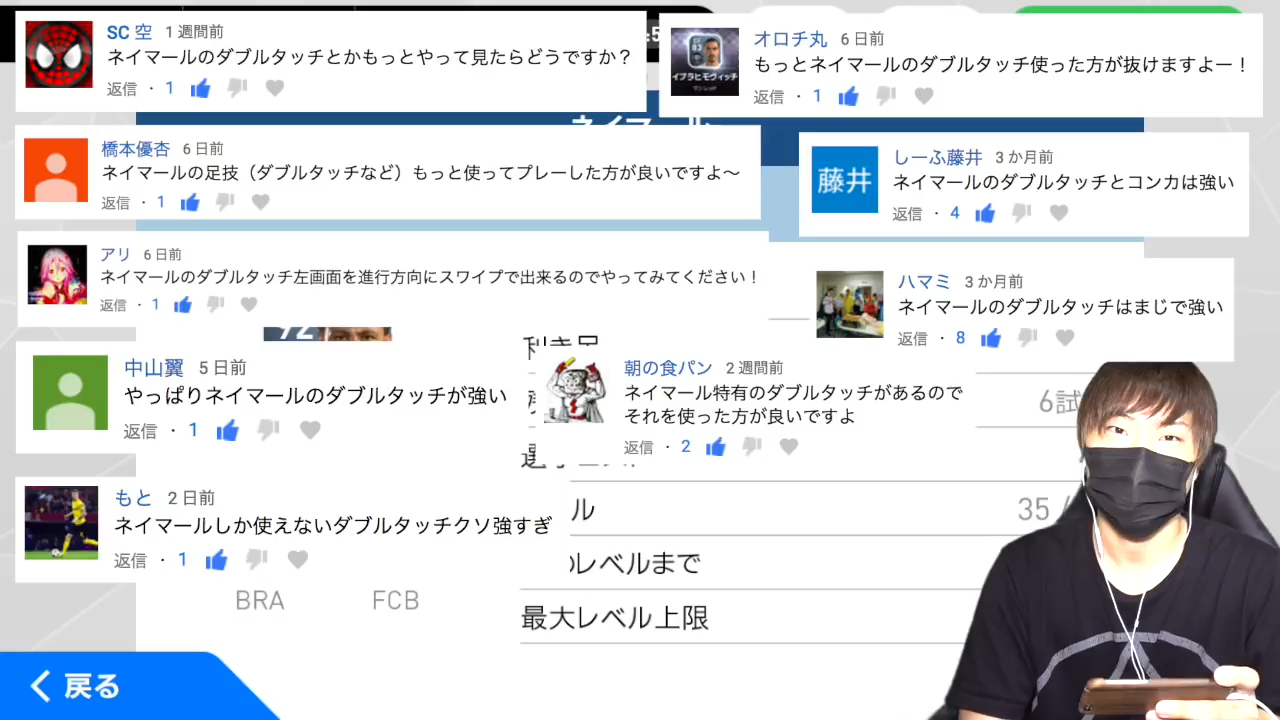 SC 空 1 週間前
ネイマールのダブルタッチとかもっとやって見たらどうですか？
返信 ・ 1
オロチ丸 6 日前
もっとネイマールのダブルタッチ使った方が抜けますよー！
返信 ・ 1
イブラヒモヴィッチ
橋本優杏 6 日前
ネイマールの足技（ダブルタッチなど）もっと使ってプレーした方が良いですよ〜
返信 ・ 1
藤井
しーふ藤井 3 か月前
ネイマールのダブルタッチとコンカは強い
返信 ・ 4
アリ 6 日前
ネイマールのダブルタッチ左画面を進行方向にスワイプで出来るのでやってみてください！
返信 ・ 1
ハマミ 3 か月前
ネイマールのダブルタッチはまじで強い
返信 ・ 8
中山翼 5 日前
やっぱりネイマールのダブルタッチが強い
返信 ・ 1
朝の食パン 2 週間前
ネイマール特有のダブルタッチがあるので
それを使った方が良いですよ
返信 ・ 2
6試
もと 2 日前
ネイマールしか使えないダブルタッチクソ強すぎ
返信 ・ 1
ル
35 /
レベルまで
BRA FCB
最大レベル上限
戻る